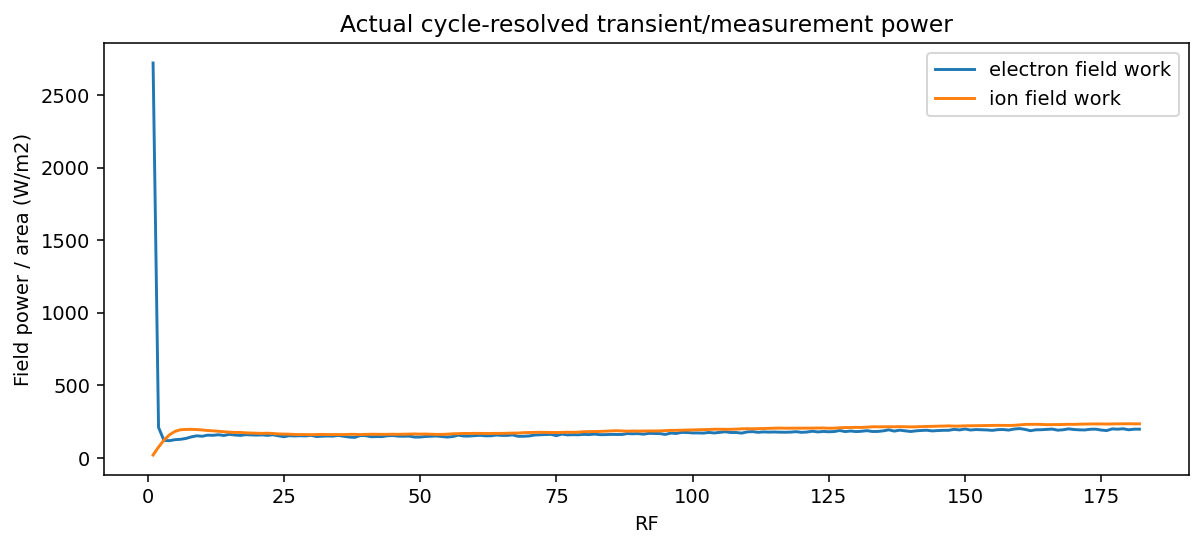 Actual cycle-resolved transient/measurement power
electron field work
ion field work
Field power / area (W/m2)
2500
2000
1500
1000
500
0
0
25
50
75
100
125
150
175
RF